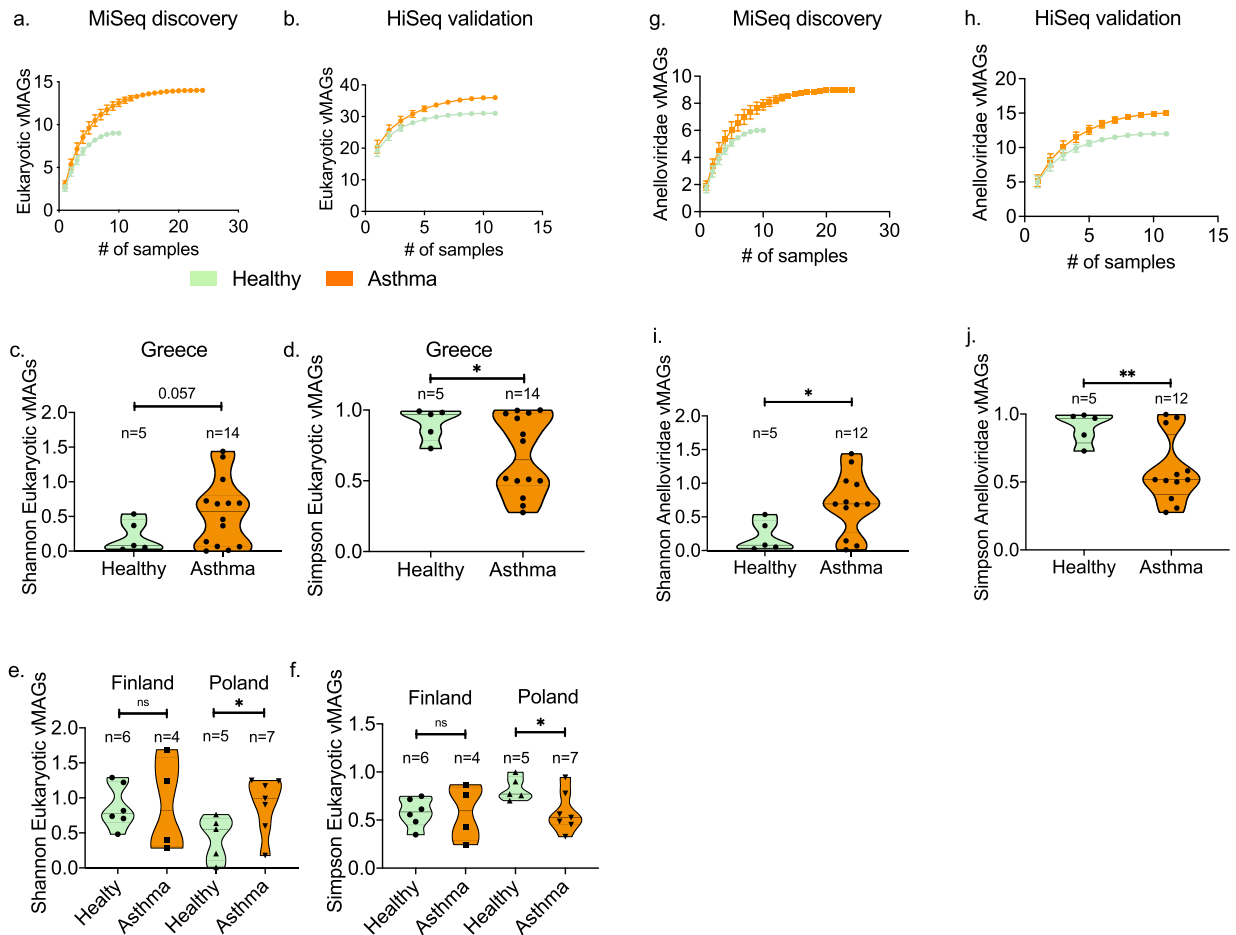 a.
MiSeq discovery
Eukaryotic vMAGs
15
10
5
0
0
10
20
30
# of samples
b.
HiSeq validation
Eukaryotic vMAGs
40
30
20
10
0
0
5
10
15
# of samples
g.
MiSeq discovery
Anelloviridae vMAGs
10
8
6
4
2
0
0
10
20
30
# of samples
h.
HiSeq validation
Anelloviridae vMAGs
20
15
10
5
0
0
5
10
15
# of samples
Healthy
Asthma
c.
Greece
Shannon Eukaryotic vMAGs
0.057
2.0
1.5
1.0
0.5
0.0
n=5
n=14
Healthy
Asthma
d.
Greece
Simpson Eukaryotic vMAGs
*
n=5
n=14
1.0
0.5
0.0
Healthy
Asthma
i.
Shannon Anelloviridae vMAGs
*
2.0
1.5
1.0
0.5
0.0
n=5
n=12
Healthy
Asthma
j.
Simpson Anelloviridae vMAGs
**
n=5
n=12
1.0
0.5
0.0
Healthy
Asthma
e.
Shannon Eukaryotic vMAGs
Finland
Poland
ns
*
2.0
1.5
1.0
0.5
0.0
n=6
n=4
n=5
n=7
Healthy
Asthma
Healthy
Asthma
f.
Simpson Eukaryotic vMAGs
Finland
Poland
ns
*
1.5
1.0
0.5
0.0
n=6
n=4
n=5
n=7
Healthy
Asthma
Healthy
Asthma